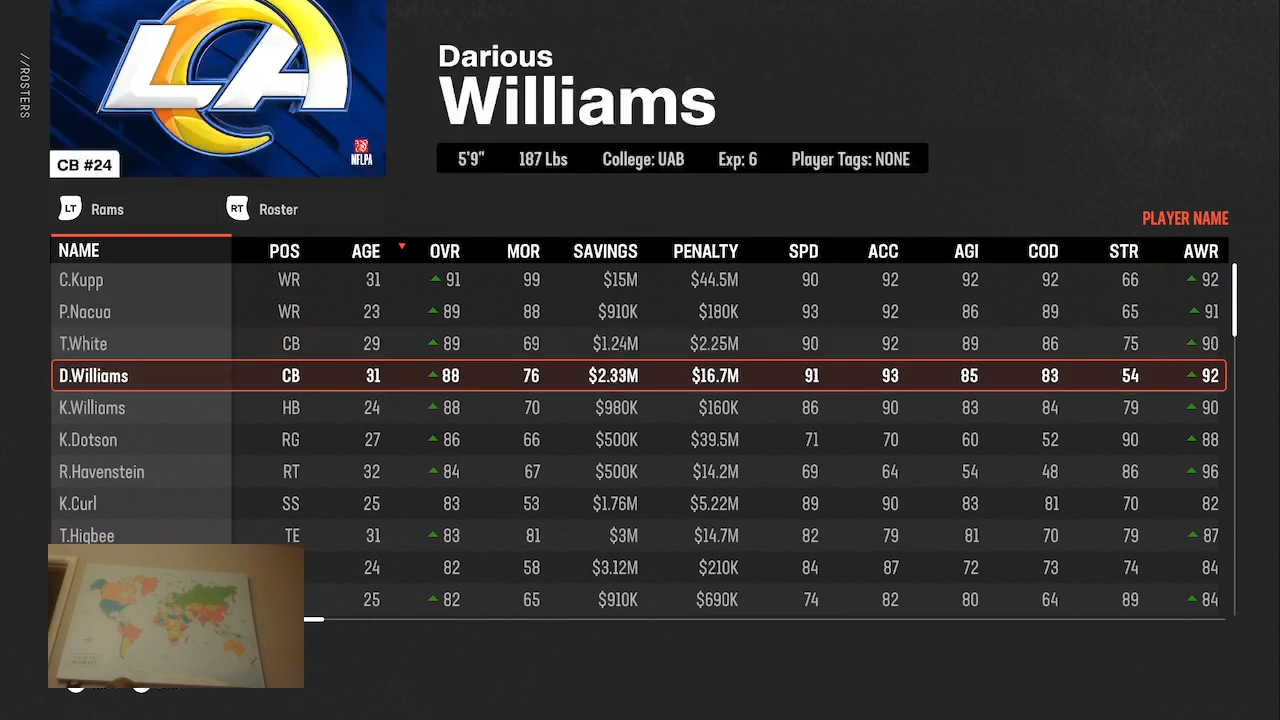 //ROSTERS
LA
NFLPA
CB #24
Darious
Williams
5'9" 187 Lbs College: UAB Exp: 6 Player Tags: NONE
LT Rams RT Roster
PLAYER NAME
NAME POS AGE OVR MOR SAVINGS PENALTY SPD ACC AGI COD STR AWR
C.Kupp WR 31 91 99 $15M $44.5M 90 92 92 92 66 92
P.Nacua WR 23 89 88 $910K $180K 93 92 86 89 65 91
T.White CB 29 89 69 $1.24M $2.25M 90 92 89 86 75 90
D.Williams CB 31 88 76 $2.33M $16.7M 91 93 85 83 54 92
K.Williams HB 24 88 70 $980K $160K 86 90 83 84 79 90
K.Dotson RG 27 86 66 $500K $39.5M 71 70 60 52 90 88
R.Havenstein RT 32 84 67 $500K $14.2M 69 64 54 48 86 96
K.Curl SS 25 83 53 $1.76M $5.22M 89 90 83 81 70 82
T.Higbee TE 31 83 81 $3M $14.7M 82 79 81 70 79 87
24 82 58 $3.12M $210K 84 87 72 73 74 84
25 82 65 $910K $690K 74 82 80 64 89 84
WORLD